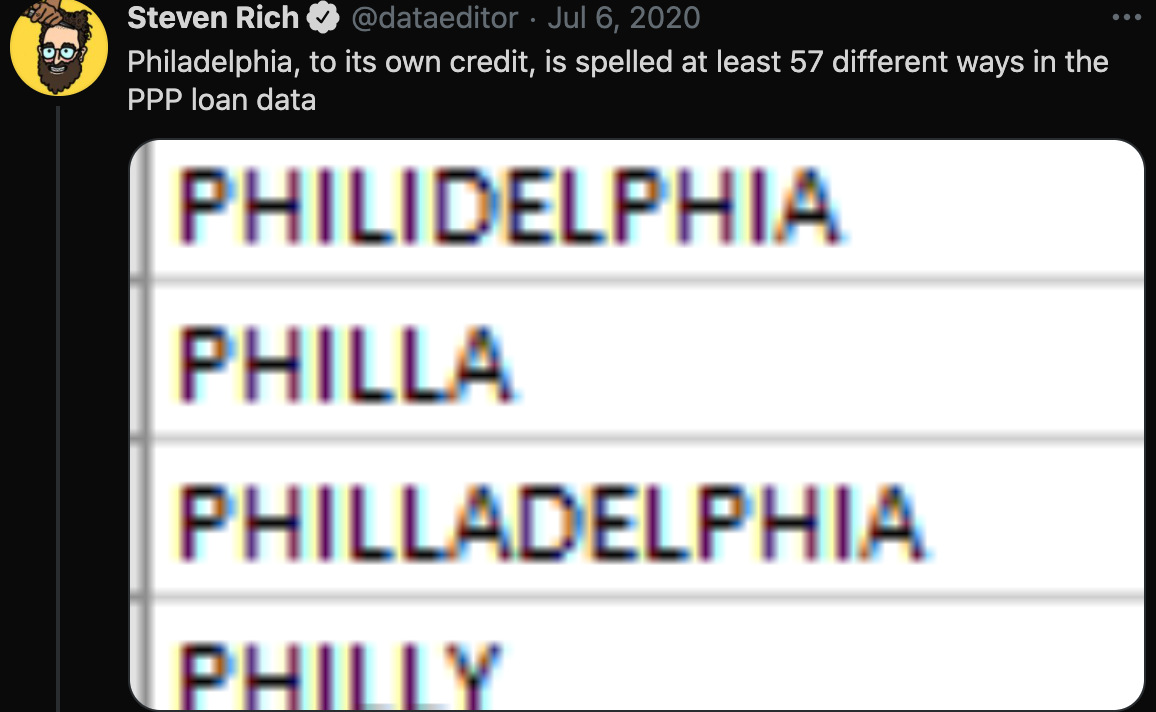 Steven Rich @dataeditor · Jul 6, 2020
Philadelphia, to its own credit, is spelled at least 57 different ways in the
PPP loan data
PHILIDELPHIA
PHILLA
PHILLADELPHIA
PHILLY